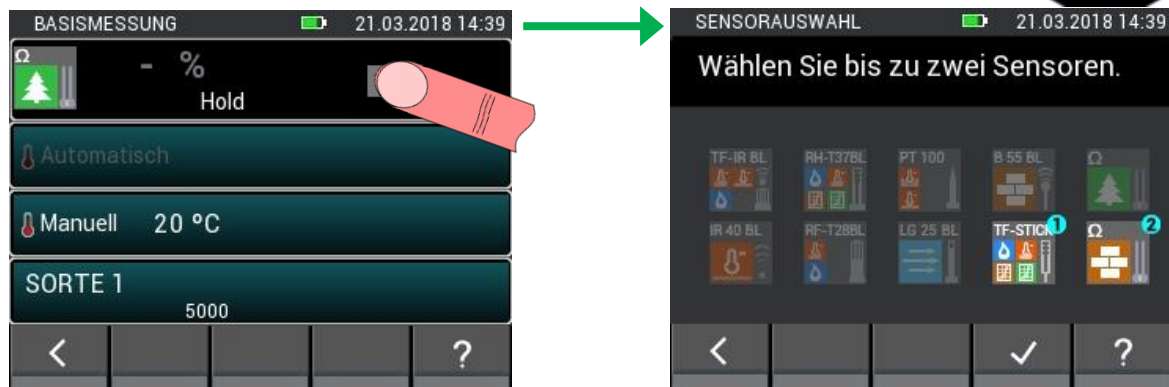 BASISMESSUNG 21.03.2018 14:39
Ω - %
Hold
Automatisch
Manuell 20 ºC
SORTE 1
5000
< ?
SENSORAUSWAHL 21.03.2018 14:39
Wählen Sie bis zu zwei Sensoren.
TF-IR BL RH-T37BL PT 100 B 55 BL Ω
IR 40 BL RF-T28BL LG 25 BL TF-STICK 1 Ω 2
< ✓ ?